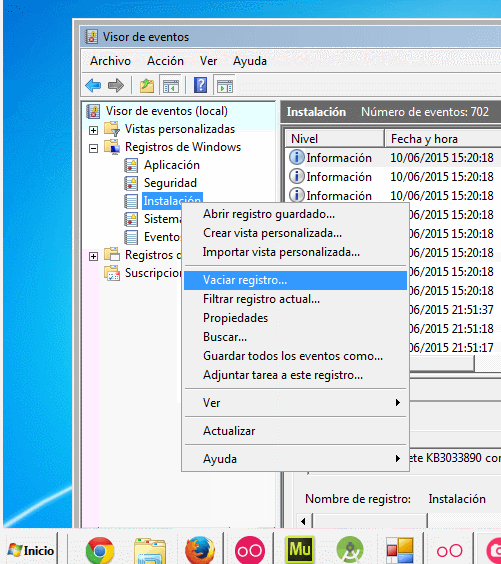 Visor de eventos
Archivo Acción Ver Ayuda
Visor de eventos (local)
Vistas personalizadas
Registros de Windows
Aplicación
Seguridad
Instalación
Sistema
Eventos
Registros d
Suscripcion
Instalación Número de eventos: 702
Nivel Fecha y hora
Información 10/06/2015 15:20:18
Información 10/06/2015 15:20:18
Información 10/06/2015 15:20:18
/06/2015 15:20:18
/06/2015 15:20:18
/06/2015 15:20:18
/06/2015 15:20:18
/06/2015 15:20:18
06/2015 21:51:37
/06/2015 21:51:18
/06/2015 21:51:17
Abrir registro guardado...
Crear vista personalizada...
Importar vista personalizada...
Vaciar registro...
Filtrar registro actual...
Propiedades
Buscar...
Guardar todos los eventos como...
Adjuntar tarea a este registro...
Ver
Actualizar
Ayuda
ete KB3033890 cor
Nombre de registro: Instalación
Inicio
Mu